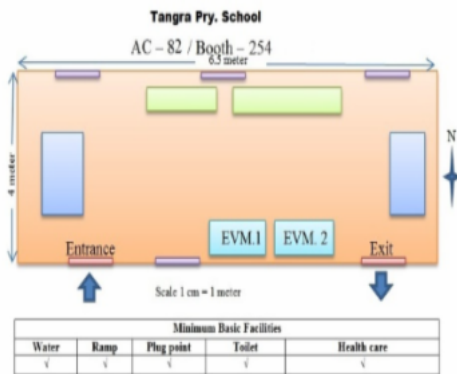 Tangra Pry. School
AC – 82 / Booth – 254
6.5 meter
4 meter
N
EVM.1 EVM. 2
Entrance Exit
Scale 1 cm = 1 meter
Minimum Basic Facilities
Water Ramp Plug point Toilet Health care
√ √ √ √ √